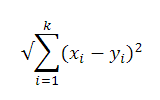 √∑_{i=1}^{k}(x_i − y_i)^2